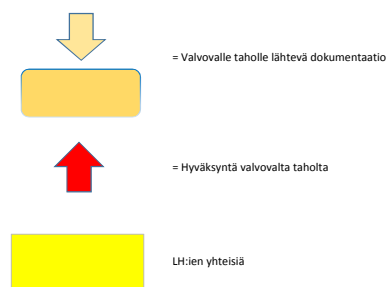 = Valvovalle taholle lähtevä dokumentaatio
= Hyväksyntä valvovalta taholta
LH:ien yhteisiä